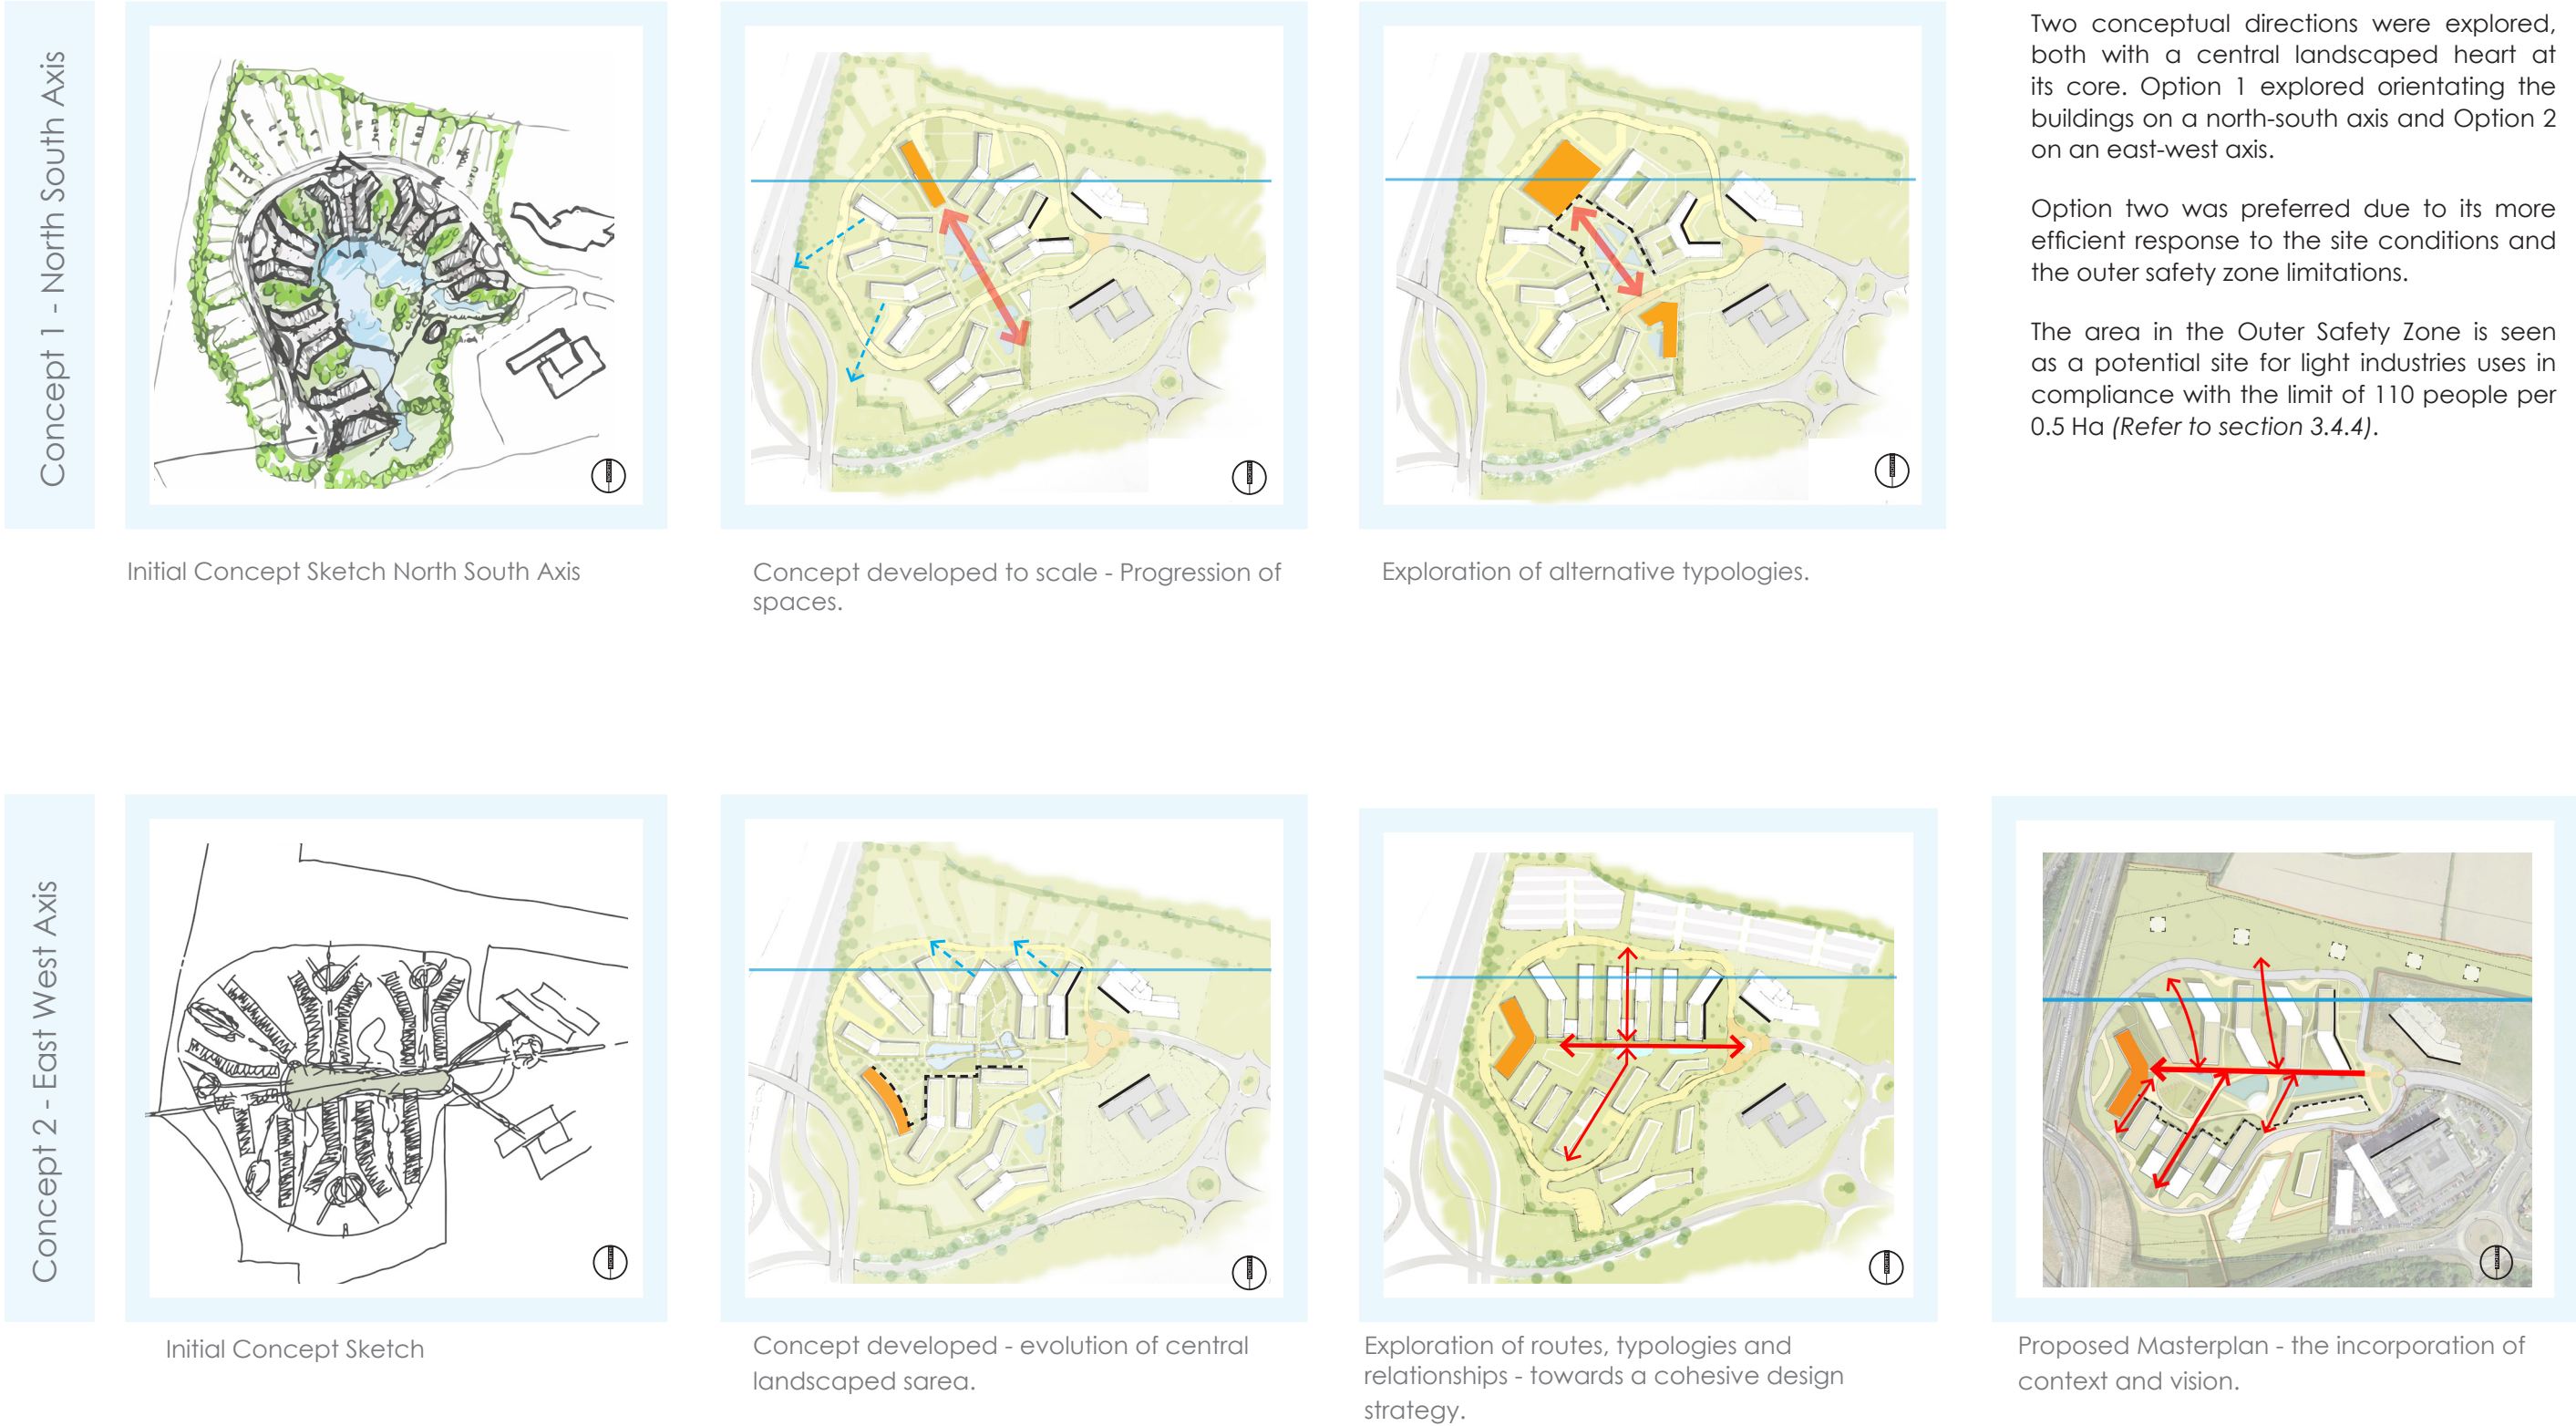 Concept 1 - North South Axis
Initial Concept Sketch North South Axis
Concept developed to scale - Progression of
spaces.
Exploration of alternative typologies.
Two conceptual directions were explored,
both with a central landscaped heart at
its core. Option 1 explored orientating the
buildings on a north-south axis and Option 2
on an east-west axis.
Option two was preferred due to its more
efficient response to the site conditions and
the outer safety zone limitations.
The area in the Outer Safety Zone is seen
as a potential site for light industries uses in
compliance with the limit of 110 people per
0.5 Ha (Refer to section 3.4.4).
Concept 2 - East West Axis
Initial Concept Sketch
Concept developed - evolution of central
landscaped sarea.
Exploration of routes, typologies and
relationships - towards a cohesive design
strategy.
Proposed Masterplan - the incorporation of
context and vision.